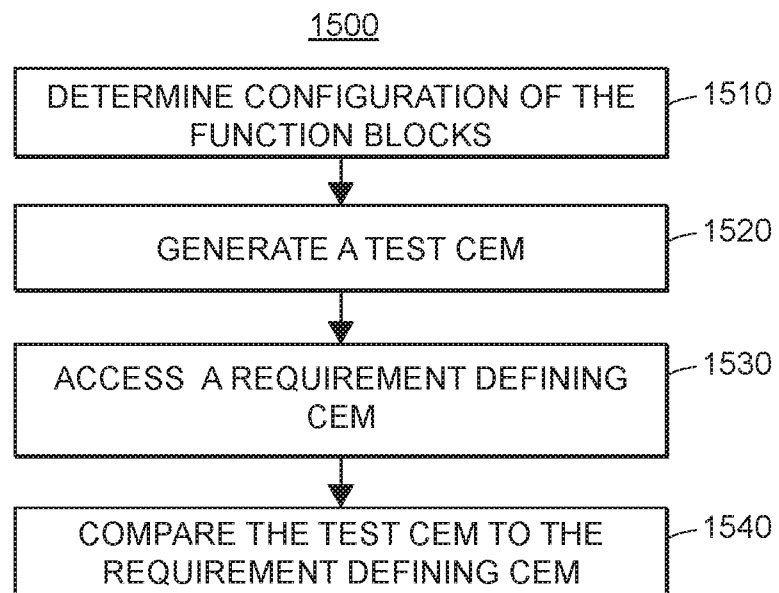 1500
DETERMINE CONFIGURATION OF THE
FUNCTION BLOCKS
1510
GENERATE A TEST CEM
1520
ACCESS A REQUIREMENT DEFINING
CEM
1530
COMPARE THE TEST CEM TO THE
REQUIREMENT DEFINING CEM
1540